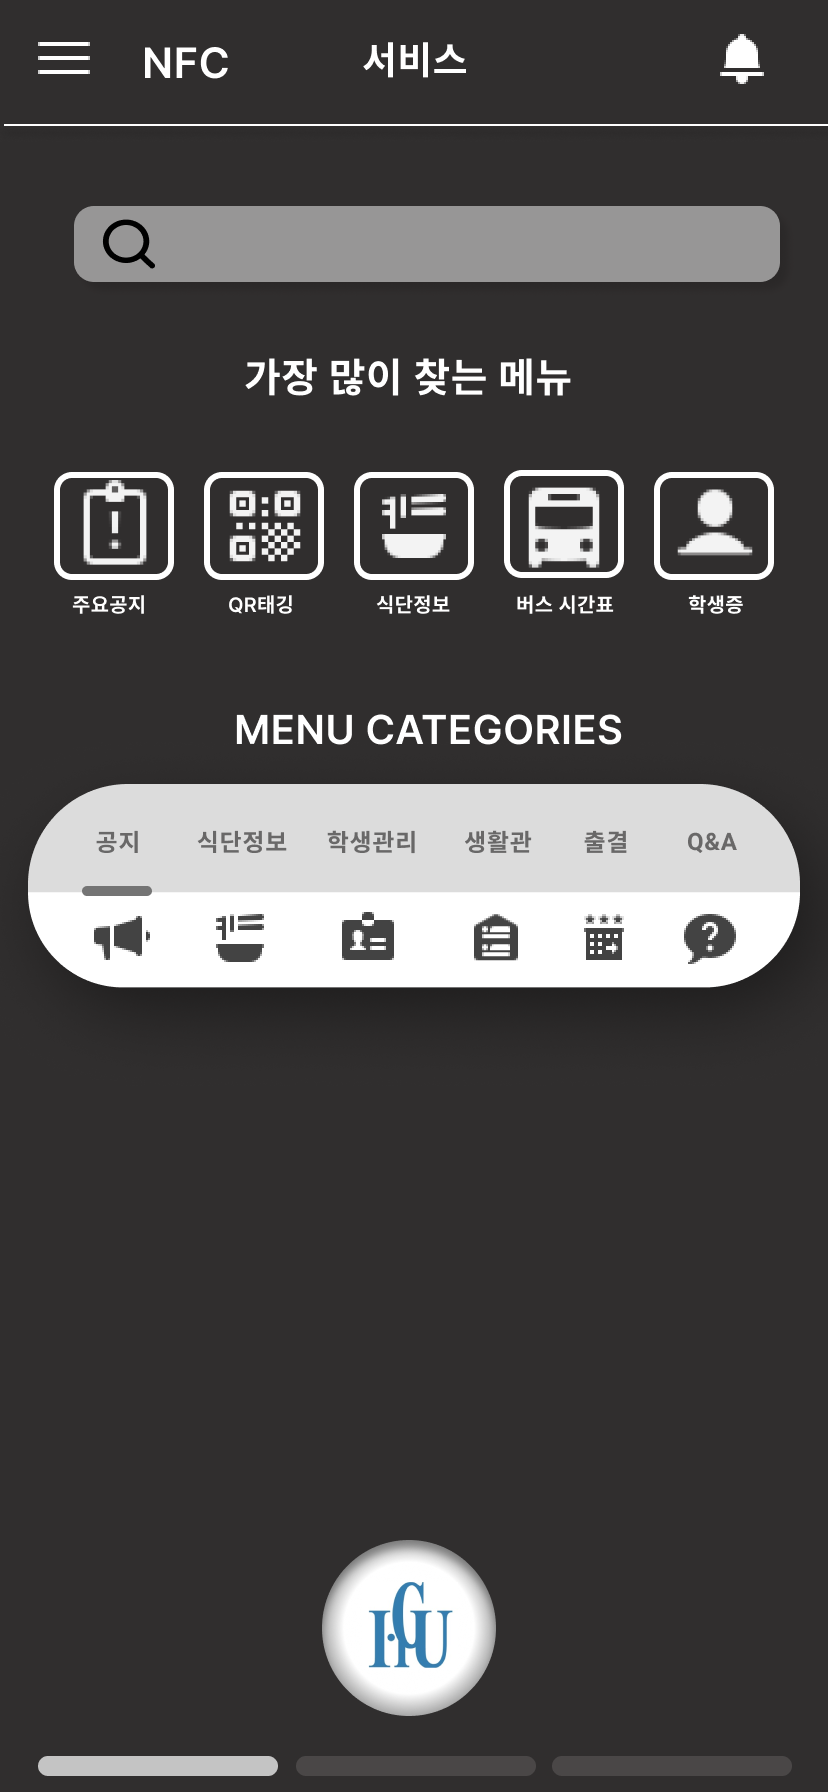 NFC 서비스
가장 많이 찾는 메뉴
주요공지 QR태깅 식단정보 버스 시간표 학생증
MENU CATEGORIES
공지 식단정보 학생관리 생활관 출결 Q&A